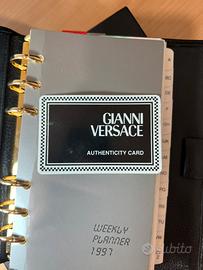 GIANNI
VERSACE
AUTHENTICITY CARD
WEEKLY
PLANNER
1997
subito